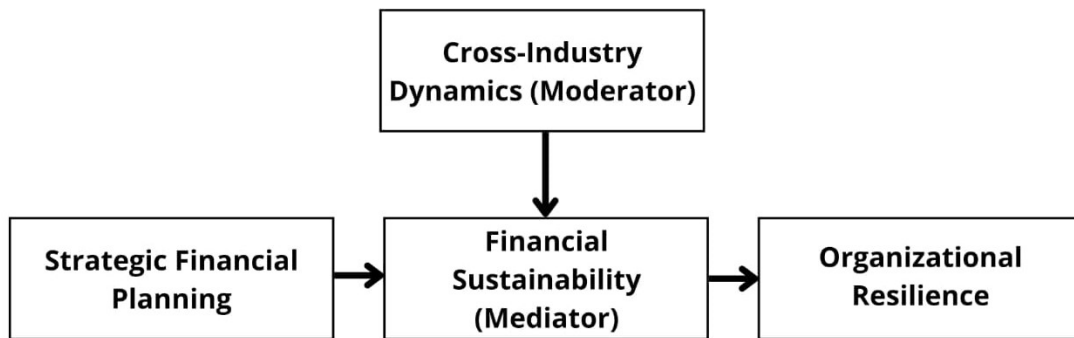 Cross-Industry
Dynamics (Moderator)
Strategic Financial
Planning
Financial
Sustainability
(Mediator)
Organizational
Resilience